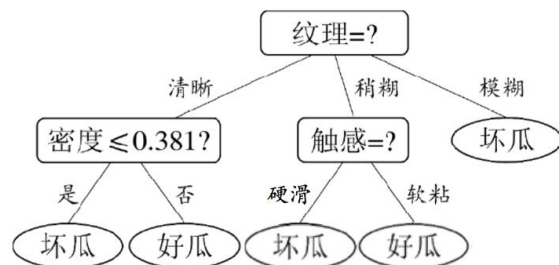 纹理=?
清晰 稍糊 模糊
密度≤0.381? 触感=? 坏瓜
是 否 硬滑 软粘
坏瓜 好瓜 坏瓜 好瓜